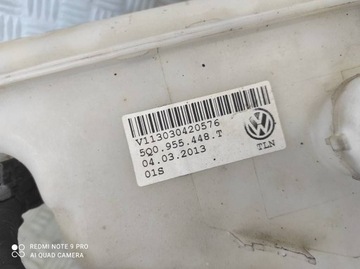 V113030420576
5Q0.955.448.T
04.03.2013
01S
TLN
REDMI NOTE 9 PRO
AI QUAD CAMERA